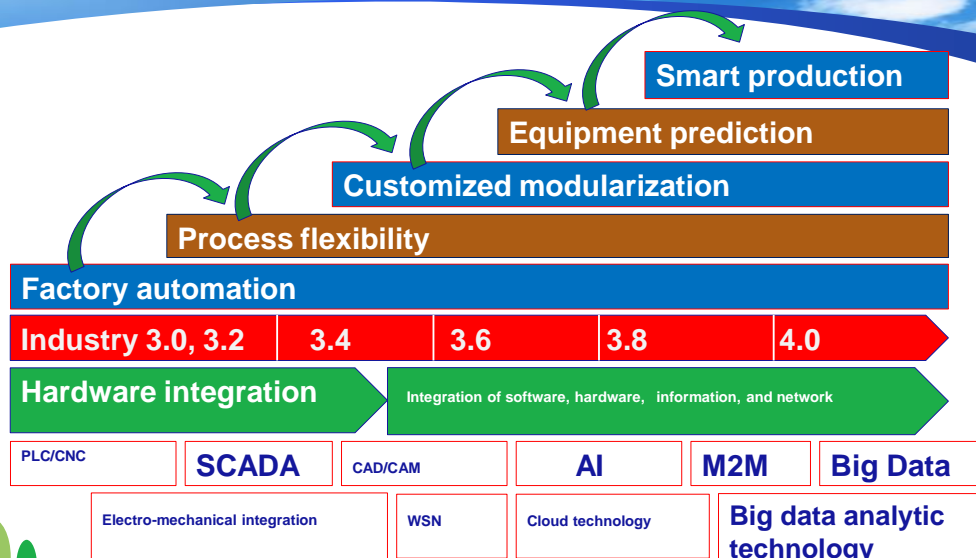 Smart production
Equipment prediction
Customized modularization
Process flexibility
Factory automation
Industry 3.0, 3.2 3.4 3.6 3.8 4.0
Hardware integration
Integration of software, hardware, information, and network
PLC/CNC
SCADA
CAD/CAM
AI
M2M
Big Data
Electro-mechanical integration
WSN
Cloud technology
Big data analytic
technology